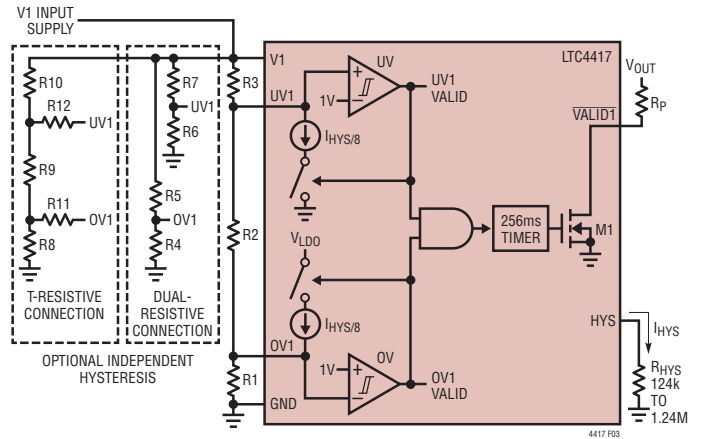 V1 INPUT
SUPPLY
R10
R12
UV1
R9
R11
OV1
R8
T-RESISTIVE
CONNECTION
R7
UV1
R6
R5
OV1
R4
DUAL-
RESISTIVE
CONNECTION
OPTIONAL INDEPENDENT
HYSTERESIS
R3
R2
R1
V1
UV1
OV1
GND
LTC4417
UV
1V
UV1
VALID
IHYS/8
VLDO
IHYS/8
OV
1V
OV1
VALID
256ms
TIMER
M1
VOUT
RP
VALID1
HYS
IHYS
RHYS
124k
TO
1.24M
4417 F03